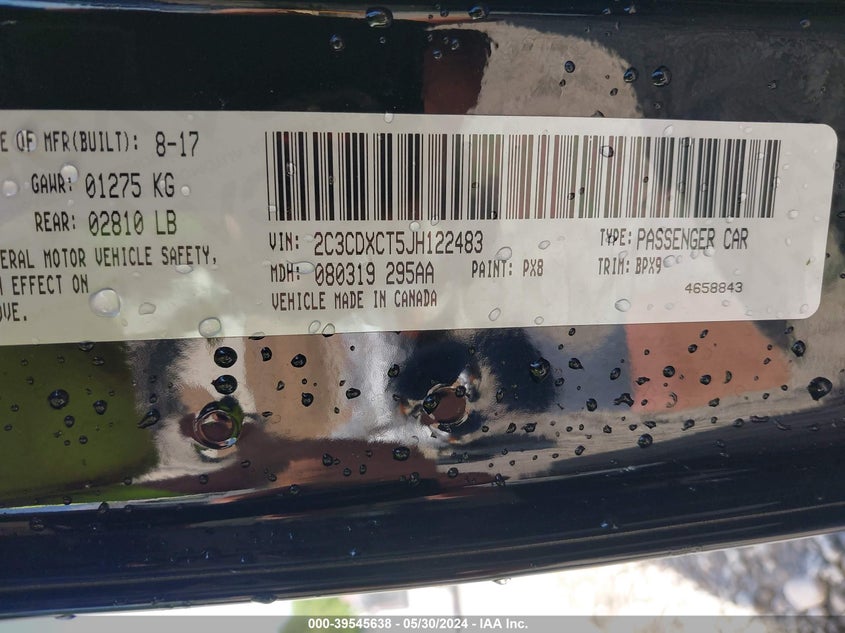 E OF MFR(BUILT): 8-17
GAWR: 01275 KG
REAR: 02810 LB
ERAL MOTOR VEHICLE SAFETY,
EFFECT ON
OVE.
VIN: 2C3CDXCT5JH122483
TYPE: PASSENGER CAR
MDH: 080319 295AA
PAINT: PX8
TRIM: BPX9
VEHICLE MADE IN CANADA
4658843
000-39545638 - 05/30/2024 - IAA Inc.